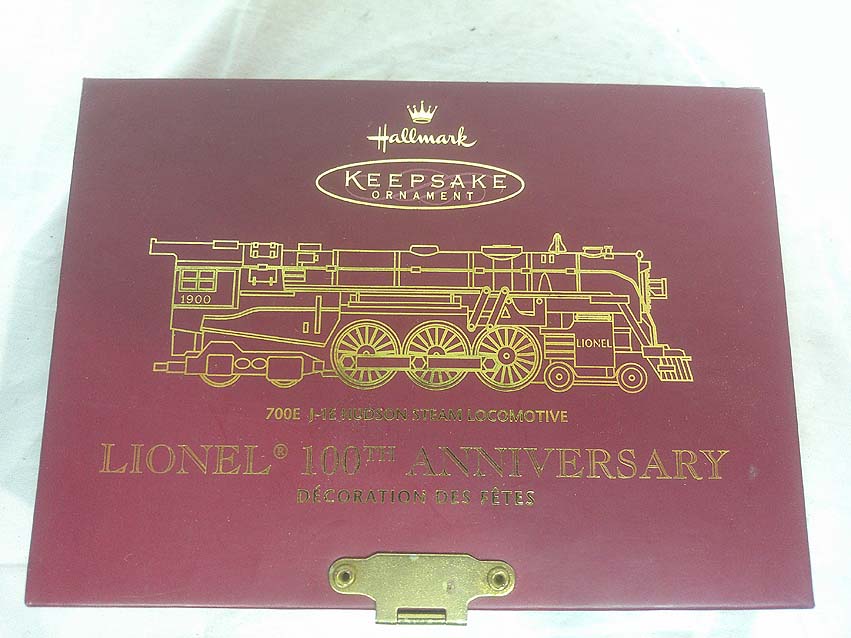 Hallmark
KEEPSAKE
ORNAMENT
1900
LIONEL
700E J-1E HUDSON STEAM LOCOMOTIVE
LIONEL® 100TH ANNIVERSARY
DÉCORATION DES FÊTES